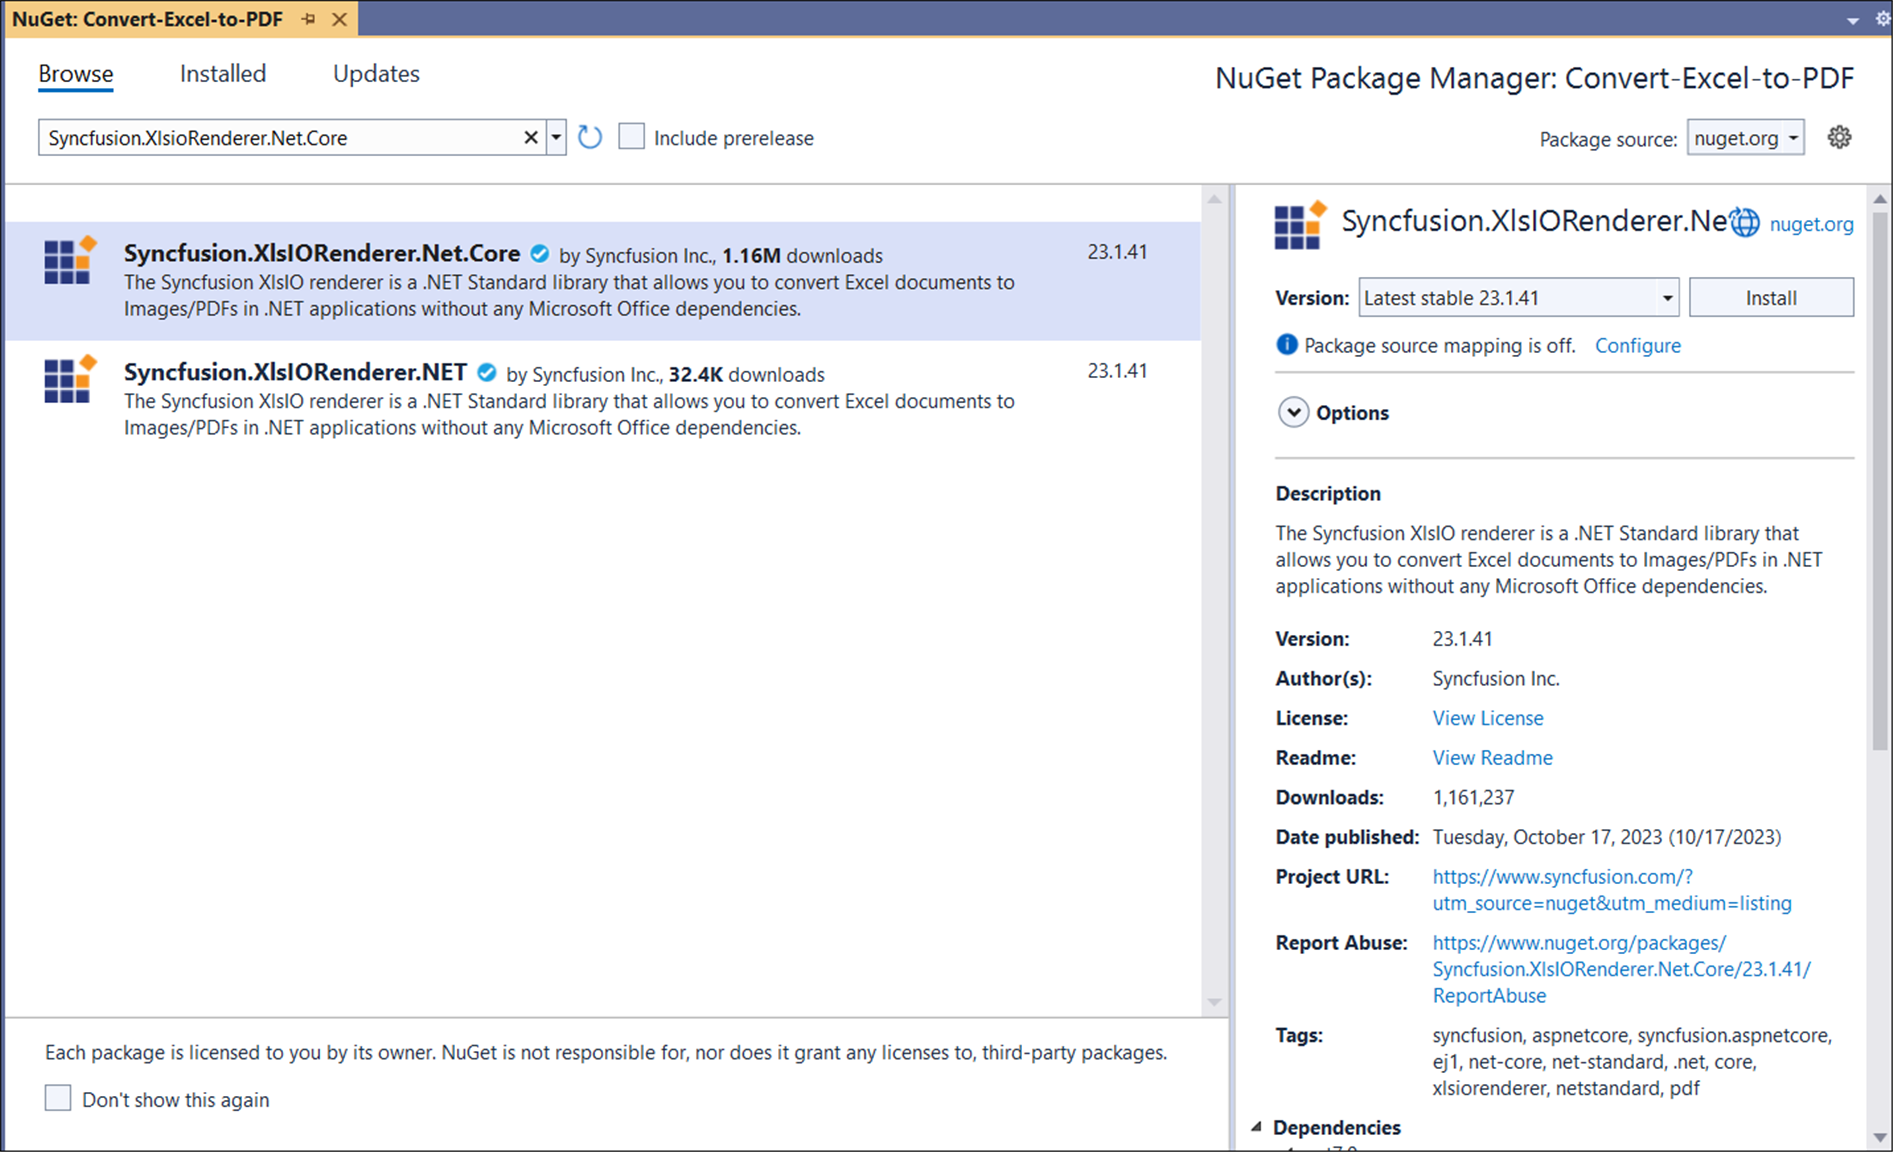 NuGet: Convert-Excel-to-PDF
Browse Installed Updates
NuGet Package Manager: Convert-Excel-to-PDF
Syncfusion.XlsioRenderer.Net.Core
Include prerelease
Package source: nuget.org
Syncfusion.XlsIORenderer.Net.Core by Syncfusion Inc., 1.16M downloads 23.1.41
The Syncfusion XlsIO renderer is a .NET Standard library that allows you to convert Excel documents to
Images/PDFs in .NET applications without any Microsoft Office dependencies.
Syncfusion.XlsIORenderer.NET by Syncfusion Inc., 32.4K downloads 23.1.41
The Syncfusion XlsIO renderer is a .NET Standard library that allows you to convert Excel documents to
Images/PDFs in .NET applications without any Microsoft Office dependencies.
Each package is licensed to you by its owner. NuGet is not responsible for, nor does it grant any licenses to, third-party packages.
Don't show this again
Syncfusion.XlsIORenderer.Ne nuget.org
Version: Latest stable 23.1.41 Install
Package source mapping is off. Configure
Options
Description
The Syncfusion XlsIO renderer is a .NET Standard library that
allows you to convert Excel documents to Images/PDFs in .NET
applications without any Microsoft Office dependencies.
Version: 23.1.41
Author(s): Syncfusion Inc.
License: View License
Readme: View Readme
Downloads: 1,161,237
Date published: Tuesday, October 17, 2023 (10/17/2023)
Project URL: https://www.syncfusion.com/?
utm_source=nuget&utm_medium=listing
Report Abuse: https://www.nuget.org/packages/
Syncfusion.XlsIORenderer.Net.Core/23.1.41/
ReportAbuse
Tags: syncfusion, aspnetcore, syncfusion.aspnetcore,
ej1, net-core, net-standard, .net, core,
xlsiorenderer, netstandard, pdf
Dependencies